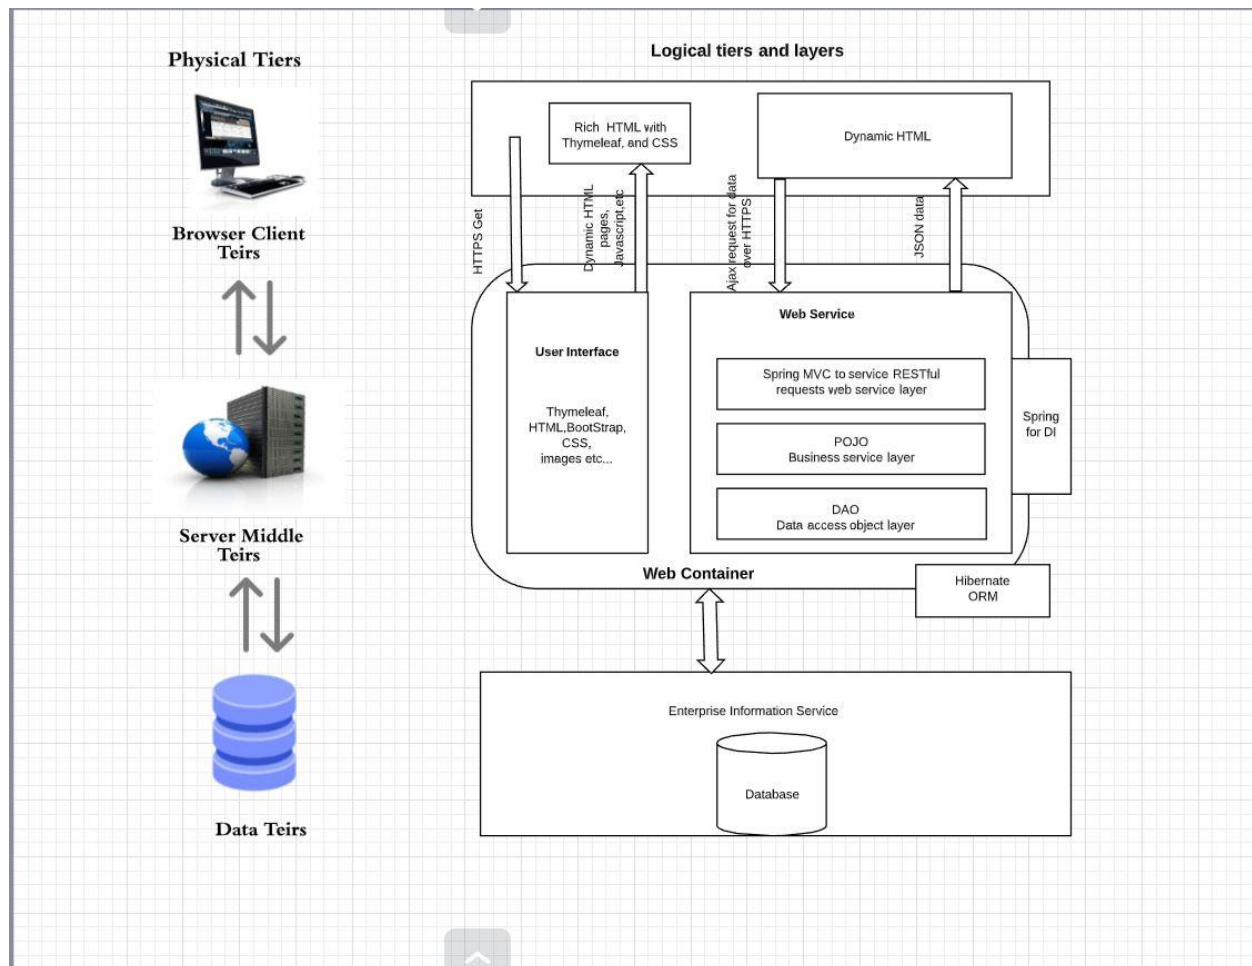 Physical Tiers
Browser Client
Teirs
Server Middle
Teirs
Data Teirs
Logical tiers and layers
Rich HTML with
Thymeleaf, and CSS
Dynamic HTML
HTTPS Get
Dynamic HTML
pages,
Javascript,etc
Ajax request for data
over HTTPS
JSON data
User Interface
Thymeleaf,
HTML,BootStrap,
CSS,
images etc...
Web Service
Spring MVC to service RESTful
requests web service layer
POJO
Business service layer
DAO
Data access object layer
Spring
for DI
Web Container
Hibernate
ORM
Enterprise Information Service
Database